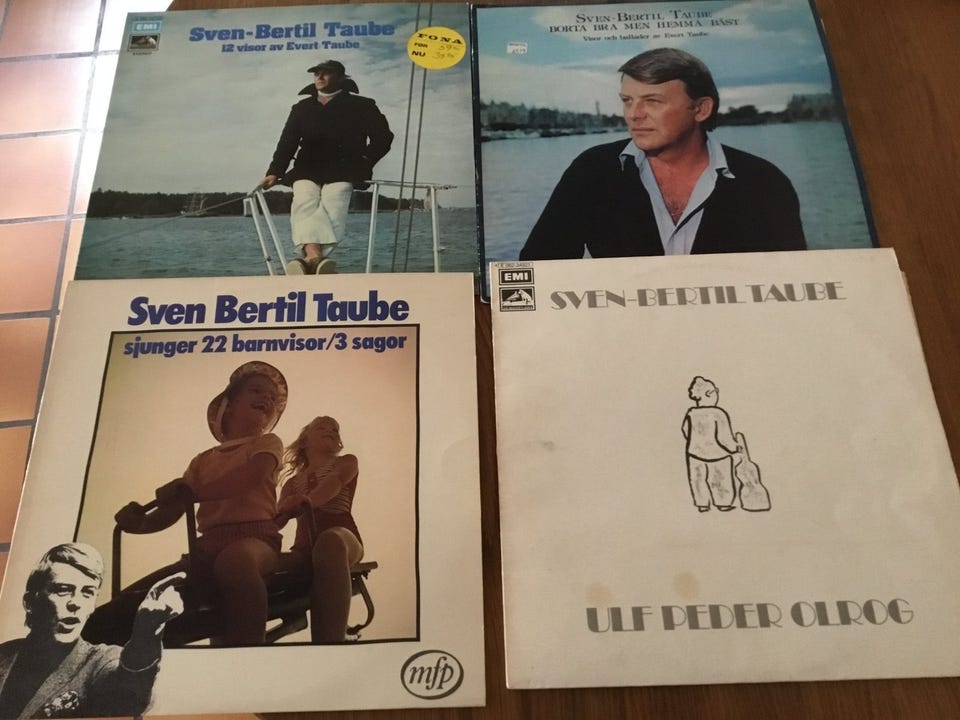 EMI
Sven-Bertil Taube
12 visor av Evert Taube
FONA
FØR
NU
SVEN-BERTIL TAUBE
BORTA BRA MEN HEMMA BÄST
Visor och ballader av Evert Taube
Sven Bertil Taube
sjunger 22 barnvisor/3 sagor
mfp
EMI
SVEN-BERTIL TAUBE
ULF PEDER OLROG